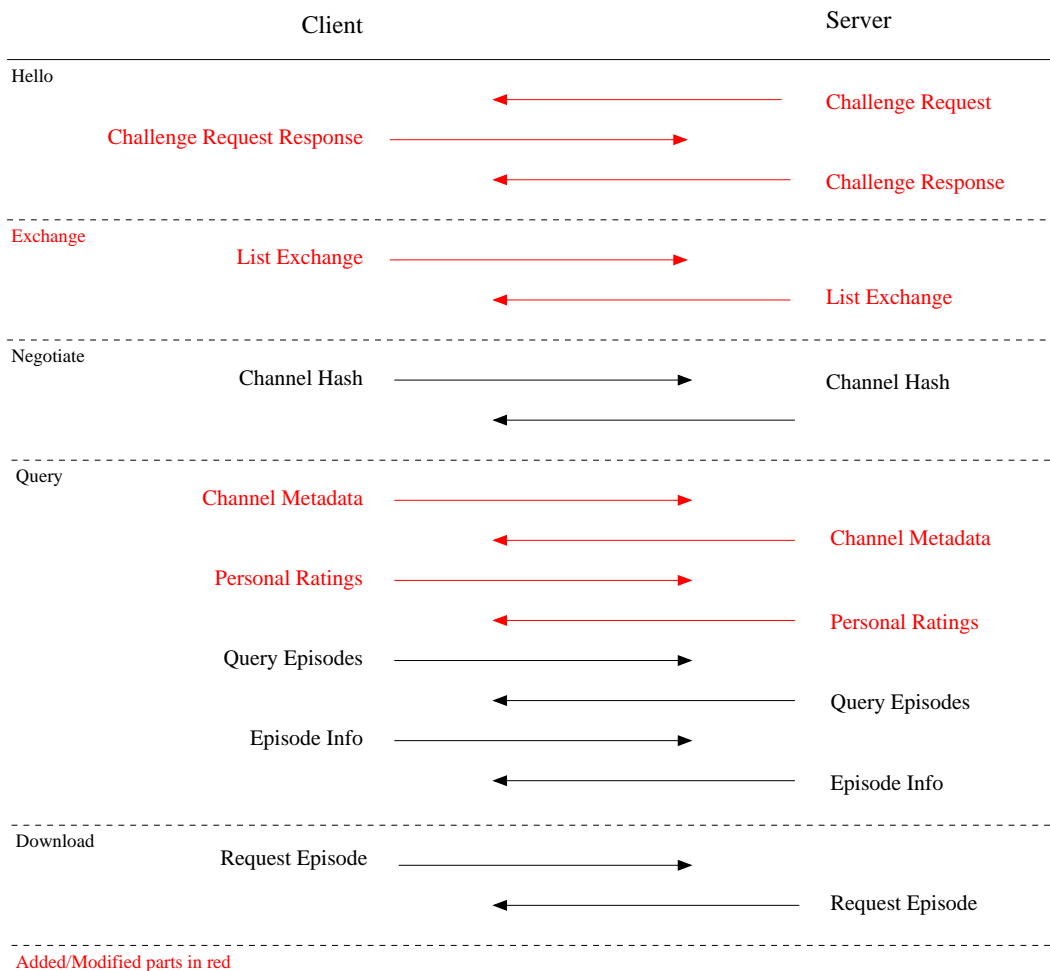 Client
Server
Hello
Challenge Request
Challenge Request Response
Challenge Response
Exchange
List Exchange
List Exchange
Negotiate
Channel Hash
Channel Hash
Query
Channel Metadata
Channel Metadata
Personal Ratings
Personal Ratings
Query Episodes
Query Episodes
Episode Info
Episode Info
Download
Request Episode
Request Episode
Added/Modified parts in red